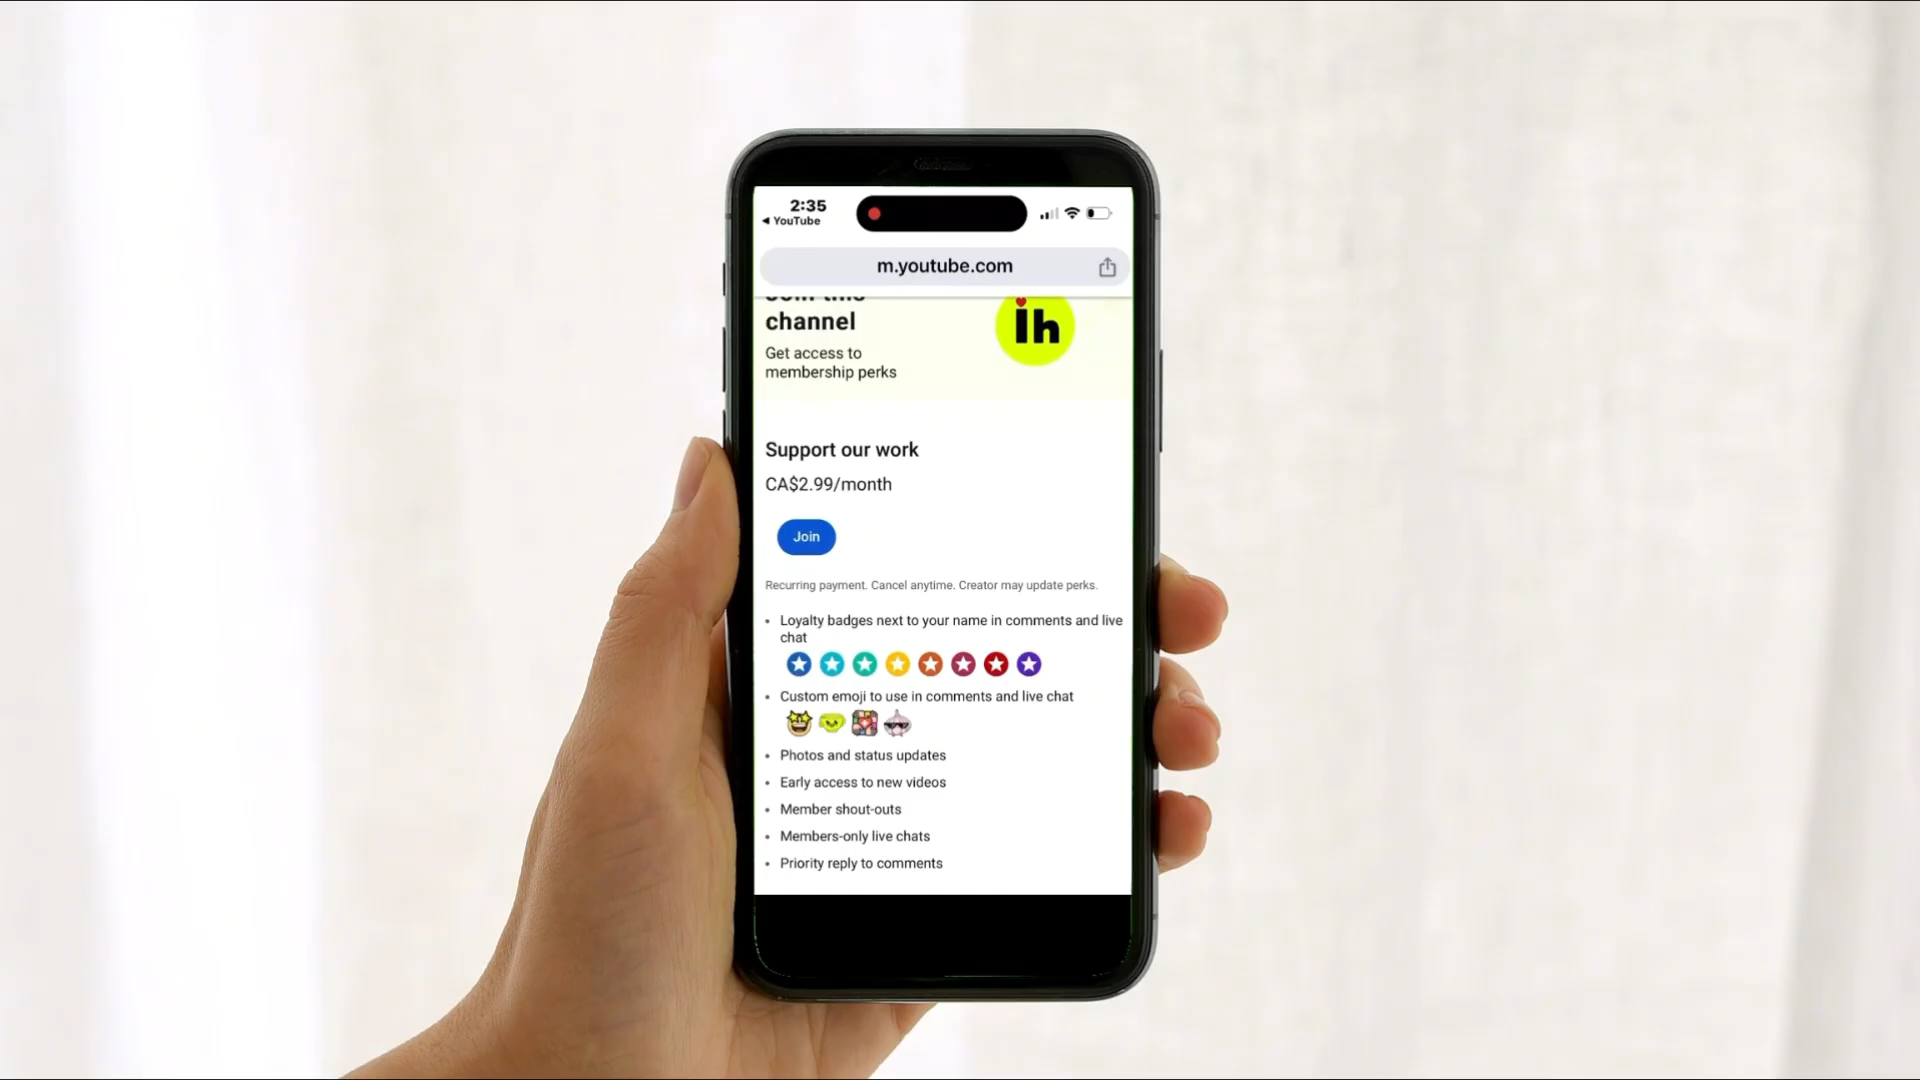 2:35
◀ YouTube
m.youtube.com
Join this
channel
ih
Get access to
membership perks
Support our work
CA$2.99/month
Join
Recurring payment. Cancel anytime. Creator may update perks.
• Loyalty badges next to your name in comments and live
chat
• Custom emoji to use in comments and live chat
• Photos and status updates
• Early access to new videos
• Member shout-outs
• Members-only live chats
• Priority reply to comments